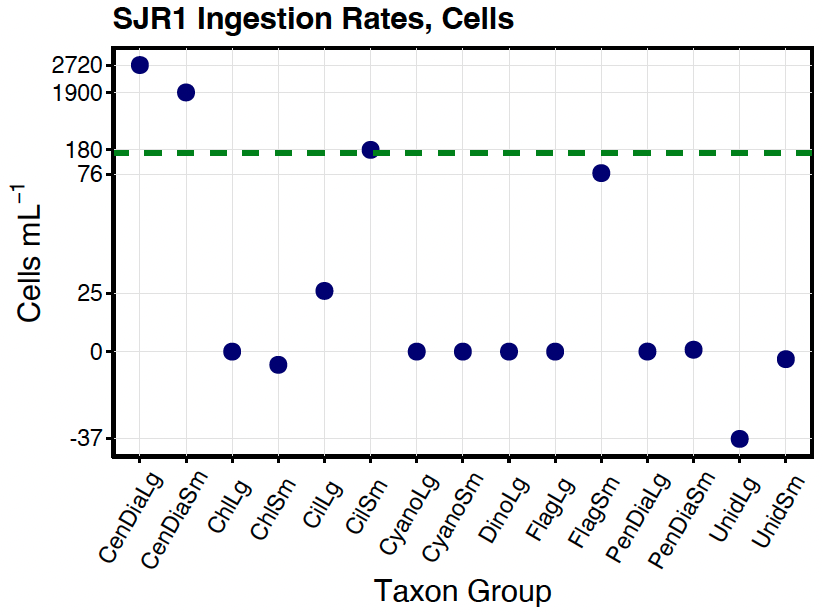 SJR1 Ingestion Rates, Cells
2720
1900
180
76
25
0
-37
Cells mL⁻¹
CenDiaLg
CenDiaSm
ChlLg
ChlSm
CilLg
CilSm
CyanoLg
CyanoSm
DinoLg
FlagLg
FlagSm
PenDiaLg
PenDiaSm
UnidLg
UnidSm
Taxon Group